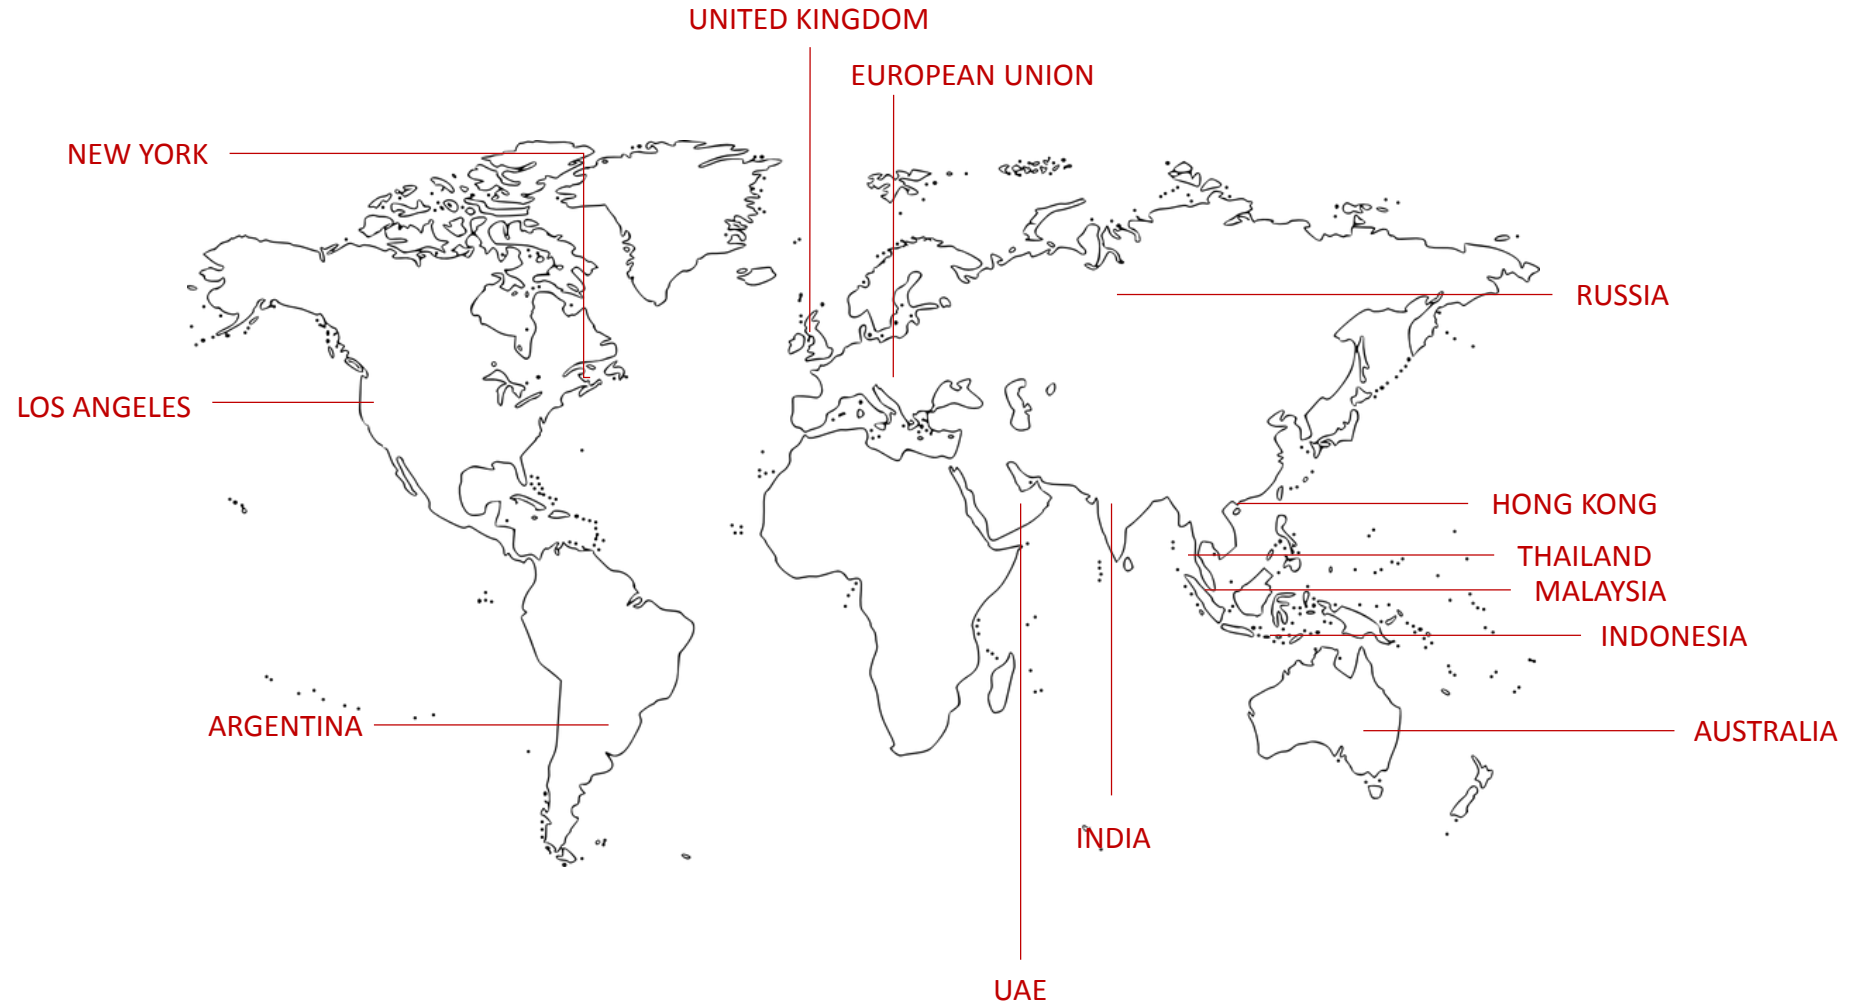 UNITED KINGDOM
EUROPEAN UNION
NEW YORK
RUSSIA
LOS ANGELES
HONG KONG
THAILAND
MALAYSIA
INDONESIA
ARGENTINA
AUSTRALIA
INDIA
UAE